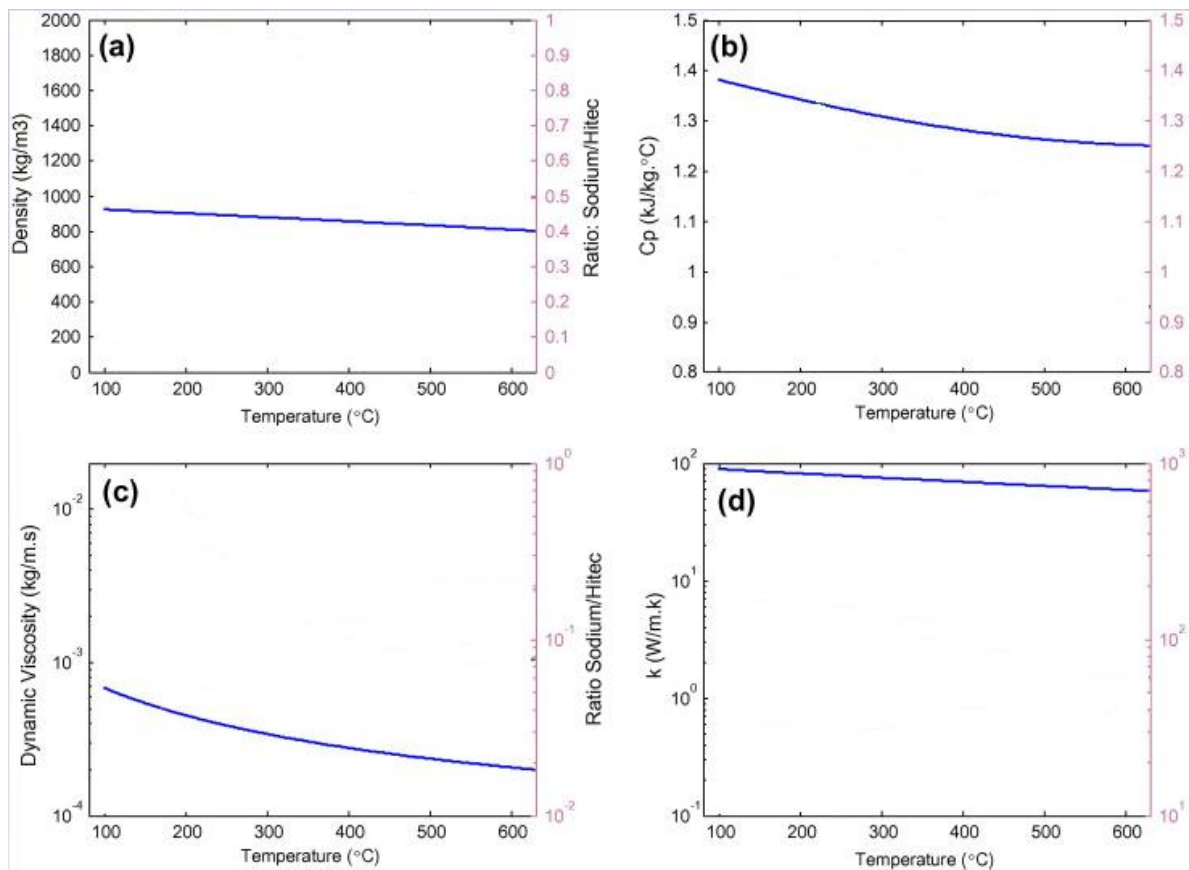 (a)
Density (kg/m3)
2000
1800
1600
1400
1200
1000
800
600
400
200
0
1
0.9
0.8
0.7
0.6
0.5
0.4
0.3
0.2
0.1
0
Ratio: Sodium/Hitec
100 200 300 400 500 600
Temperature (°C)
(b)
Cp (kJ/kg.°C)
1.5
1.4
1.3
1.2
1.1
1
0.9
0.8
1.5
1.4
1.3
1.2
1.1
1
0.9
0.8
100 200 300 400 500 600
Temperature (°C)
(c)
Dynamic Viscosity (kg/m.s)
10⁻²
10⁻³
10⁻⁴
10⁰
10⁻¹
10⁻²
Ratio Sodium/Hitec
100 200 300 400 500 600
Temperature (°C)
(d)
k (W/m.k)
10²
10¹
10⁰
10⁻¹
10³
10²
10¹
100 200 300 400 500 600
Temperature (°C)